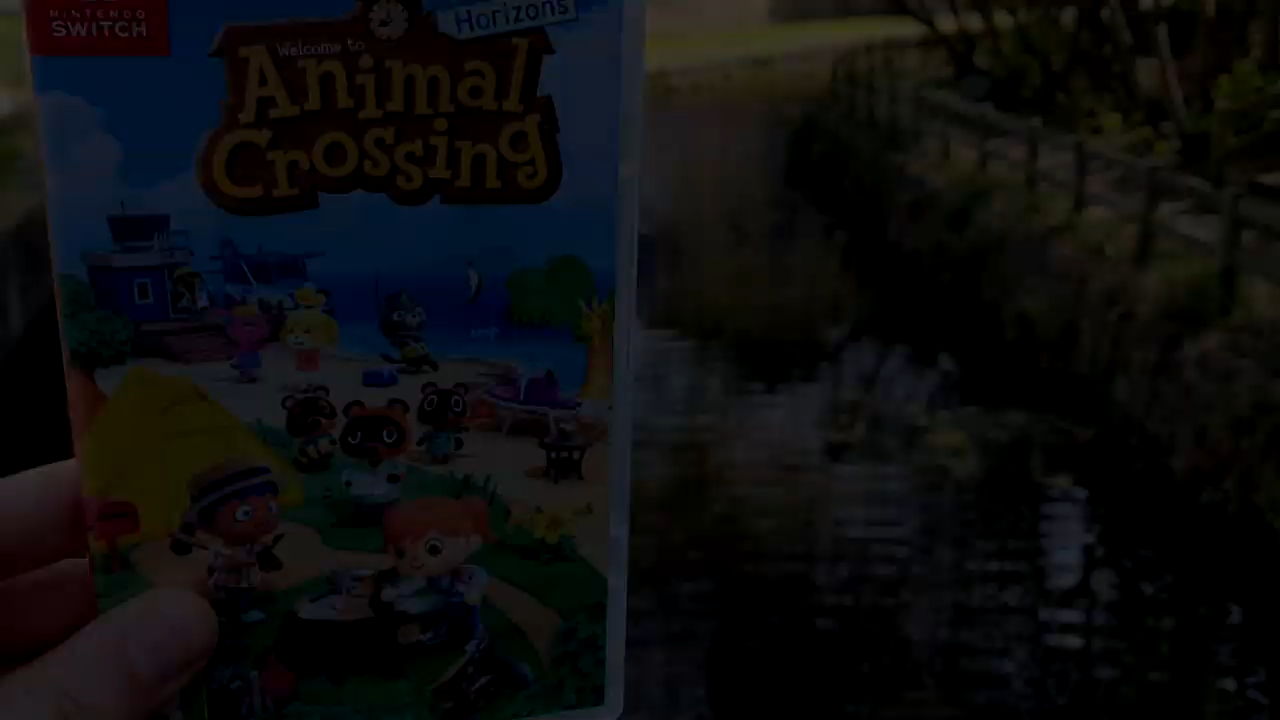 NINTENDO
SWITCH
Horizons
Welcome to
Animal
Crossing